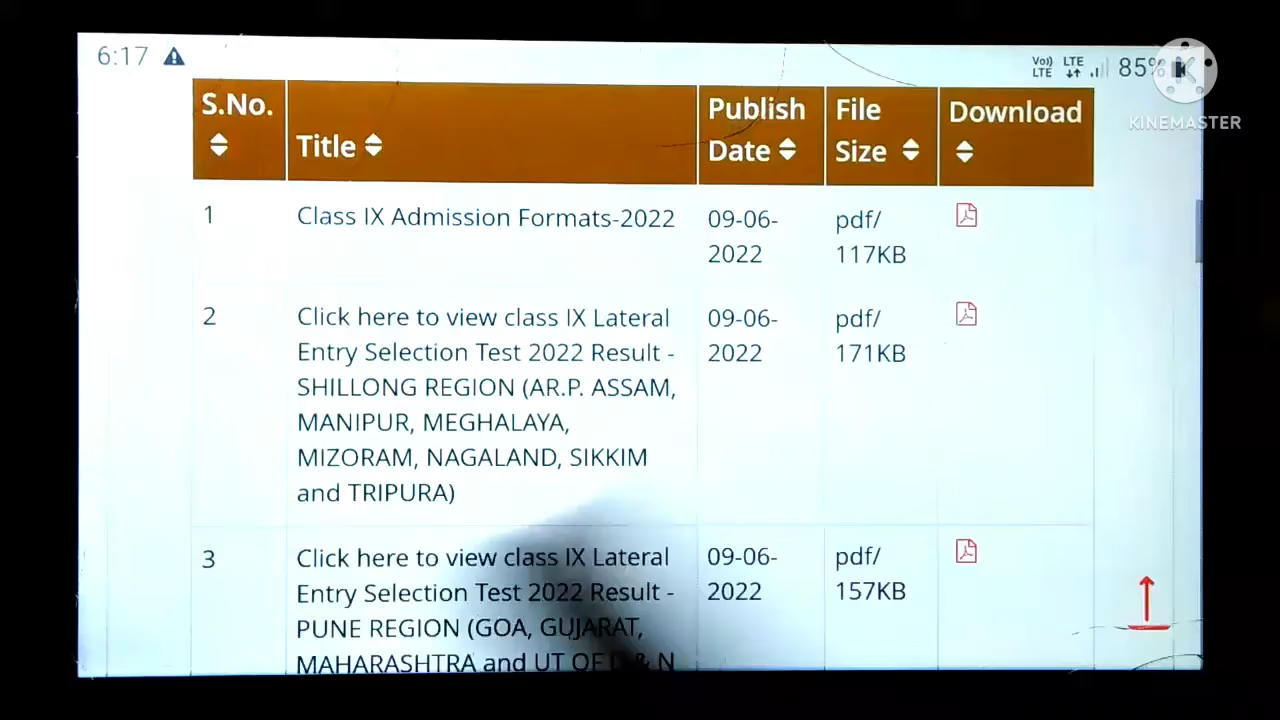 6:17
Vo)) LTE LTE 85%
KINEMASTER
S.No. Title Publish Date File Size Download
1 Class IX Admission Formats-2022 09-06-2022 pdf/ 117KB
2 Click here to view class IX Lateral 09-06- pdf/
Entry Selection Test 2022 Result - 2022 171KB
SHILLONG REGION (AR.P. ASSAM,
MANIPUR, MEGHALAYA,
MIZORAM, NAGALAND, SIKKIM
and TRIPURA)
3 Click here to view class IX Lateral 09-06- pdf/
Entry Selection Test 2022 Result - 2022 157KB
PUNE REGION (GOA, GUJARAT,
MAHARASHTRA and UT OF & N